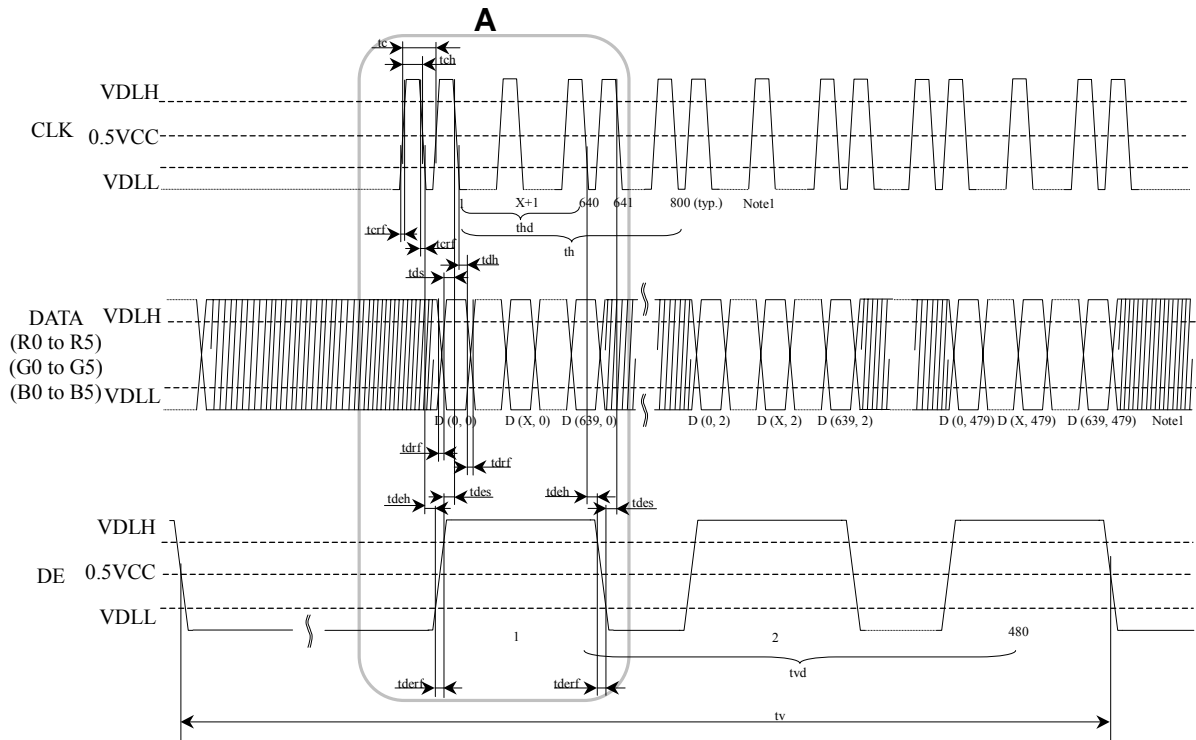 A
tc
tch
VDLH
CLK 0.5VCC
VDLL
1 X+1 640 641 800 (typ.) Note1
thd
th
tcrf
tcrf
tdh
tds
DATA
(R0 to R5)
(G0 to G5)
(B0 to B5)
VDLH
VDLL
D (0, 0) D (X, 0) D (639, 0) D (0, 2) D (X, 2) D (639, 2) D (0, 479) D (X, 479) D (639, 479) Note1
tdrf
tdrf
tdeh tdes tdeh tdes
VDLH
DE 0.5VCC
VDLL
1 2 480
tvd
tderf tderf
tv